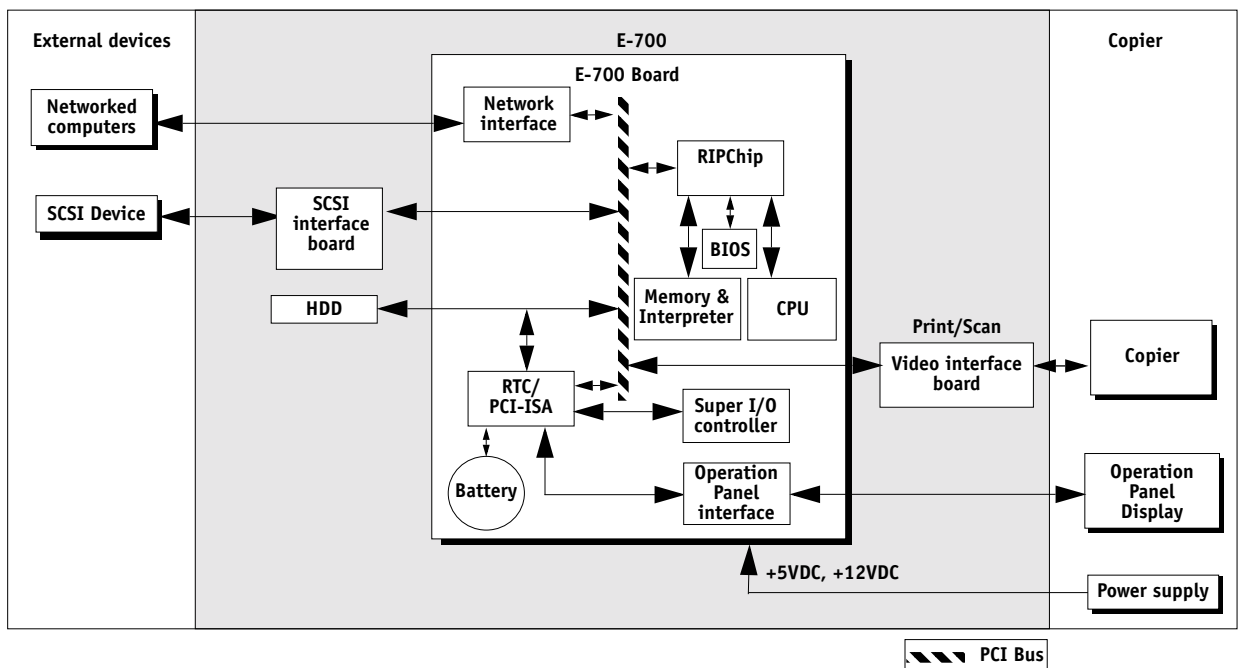 External devices
E-700
Copier
E-700 Board
Networked
computers
Network
interface
RIPChip
SCSI Device
SCSI
interface
board
BIOS
HDD
Memory &
Interpreter
CPU
Print/Scan
Video interface
board
Copier
RTC/
PCI-ISA
Super I/O
controller
Battery
Operation
Panel
interface
Operation
Panel
Display
+5VDC, +12VDC
Power supply
PCI Bus